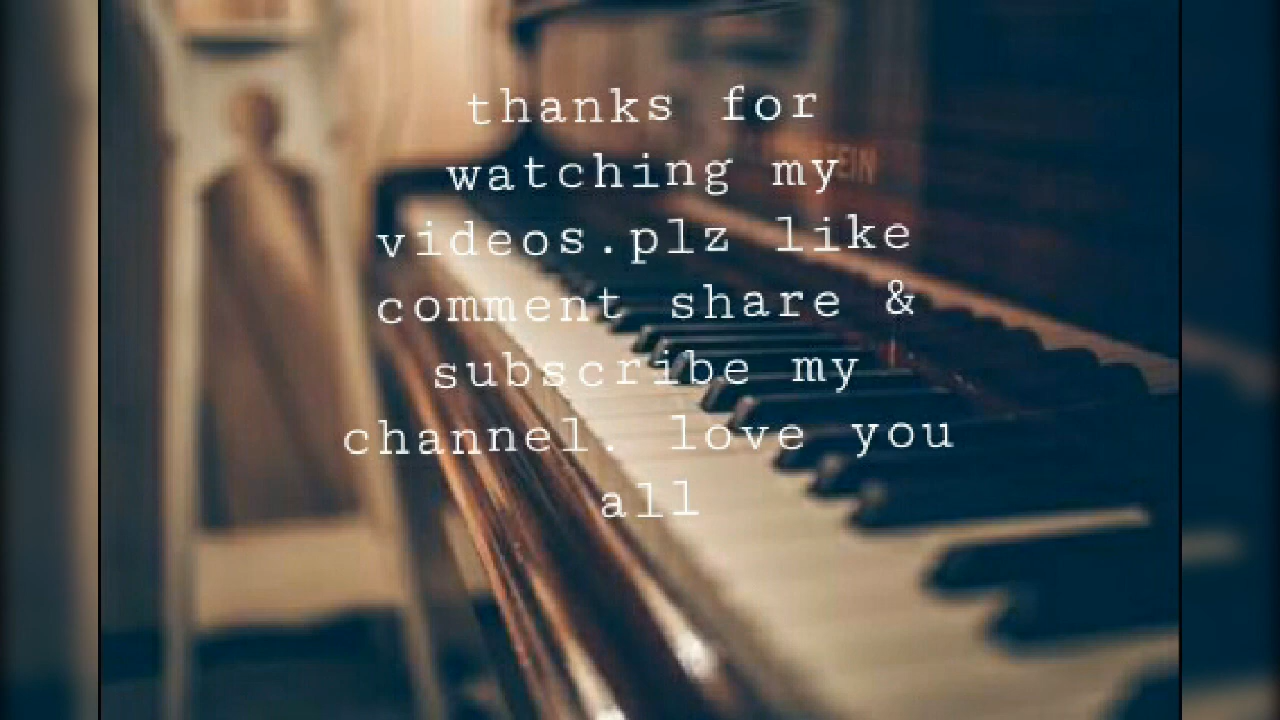 thanks for
watching my
videos.plz like
comment share &
subscribe my
channel. love you
all